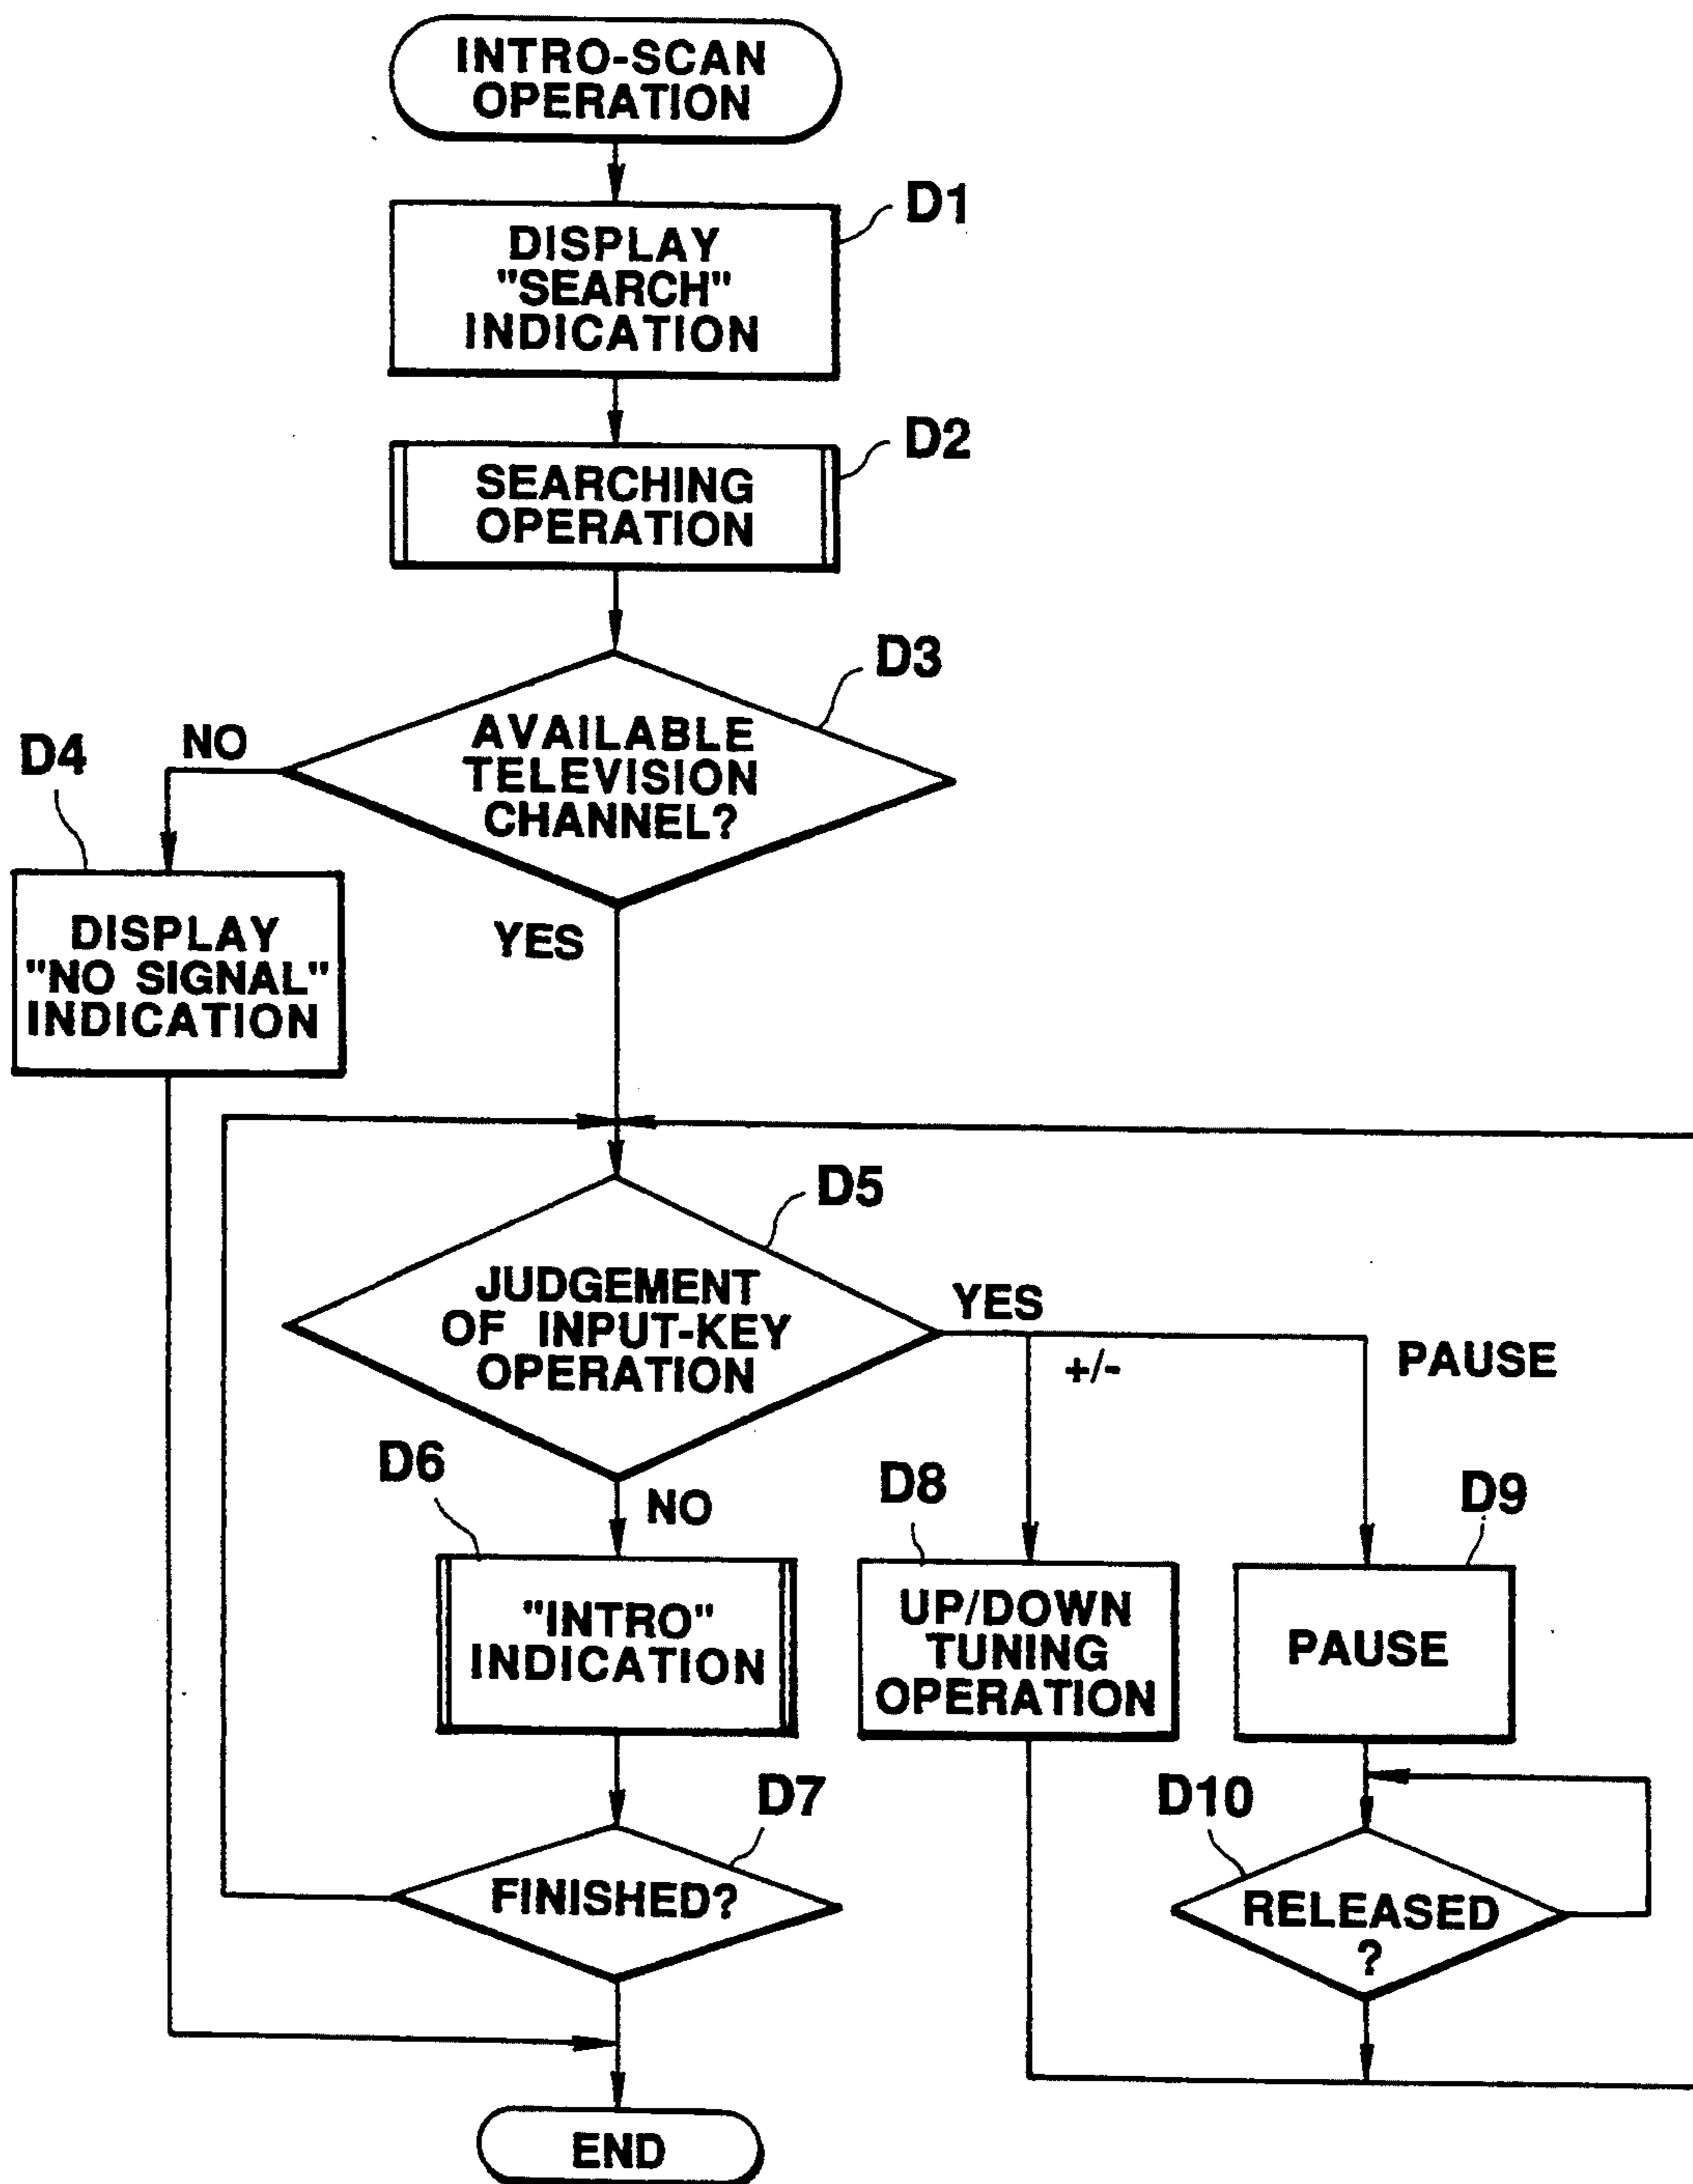 INTRO-SCAN
OPERATION
D1
DISPLAY
"SEARCH"
INDICATION
D2
SEARCHING
OPERATION
D3
AVAILABLE
TELEVISION
CHANNEL?
NO
D4
DISPLAY
"NO SIGNAL"
INDICATION
YES
D5
JUDGEMENT
OF INPUT-KEY
OPERATION
YES
+/-
PAUSE
D6
NO
"INTRO"
INDICATION
D8
UP/DOWN
TUNING
OPERATION
D9
PAUSE
D7
FINISHED?
D10
RELEASED
?
END